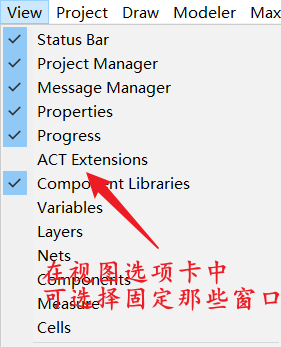 View Project Draw Modeler Max
Status Bar
Project Manager
Message Manager
Properties
Progress
ACT Extensions
Component Libraries
Variables
Layers
Nets
在视图选项卡中
Components
可选择固定那些窗口
Measure
Cells